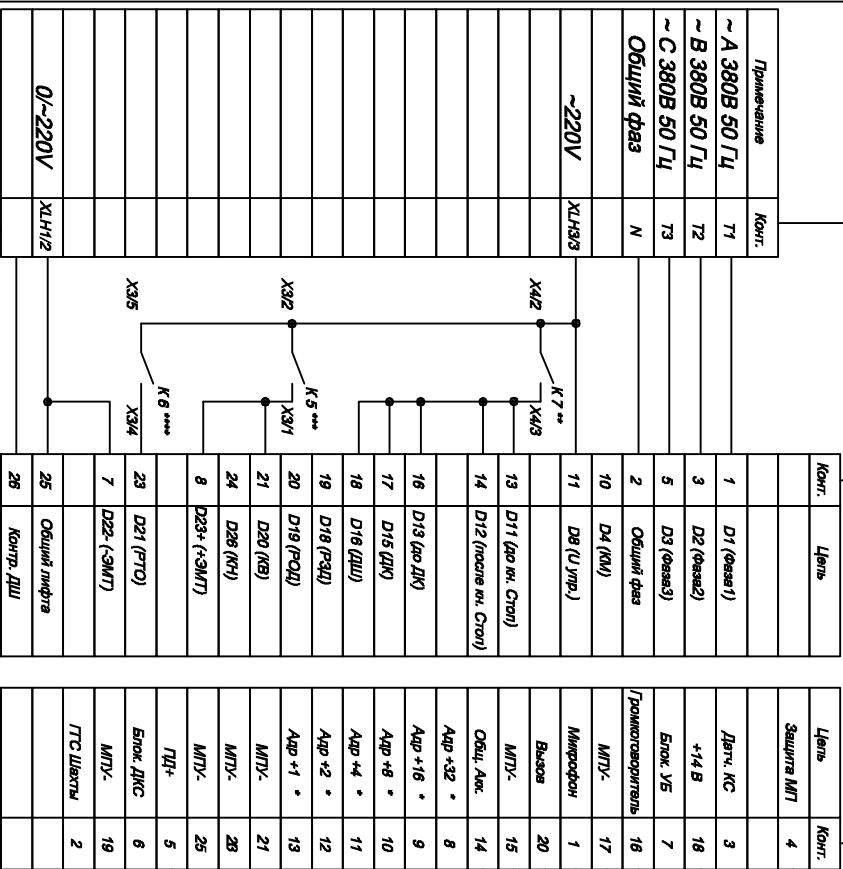 Примечание Конт.
~ А 380В 50 Гц T1
~ В 380В 50 Гц T2
~ С 380В 50 Гц T3
Общий фаз N
~220V XLH3/3
0/~220V XLH1/2
X4/2
К 7 **
X4/3
X3/2
К 5 ***
X3/1
X3/5
К 6 ****
X3/4
Конт. Цепь
1 D1 (Фаза1)
3 D2 (Фаза2)
5 D3 (Фаза3)
2 Общий фаз
10 D4 (КМ)
11 D8 (U упр.)
13 D11 (до кн. Стоп)
14 D12 (после кн. Стоп)
16 D13 (до ДК)
17 D15 (ДК)
18 D16 (ДШ)
19 D18 (РЗД)
20 D19 (РОД)
21 D20 (КВ)
24 D26 (КН)
8 D23+ (+ЭМТ)
23 D21 (РТО)
7 D22- (-ЭМТ)
25 Общий лифта
26 Контр. ДШ
Цепь Конт.
Защита МП 4
Датч. КС 3
+14 В 18
Блок. УБ 7
Громкоговоритель 16
МПУ- 17
Микрофон 1
Вызов 20
МПУ- 15
Общ. Акк. 14
Адр +32 * 8
Адр +16 * 9
Адр +8 * 10
Адр +4 * 11
Адр +2 * 12
Адр +1 * 13
МПУ- 21
МПУ- 26
МПУ- 25
ПД+ 5
Блок. ДКС 6
МПУ- 19
ГГС Шахты 2